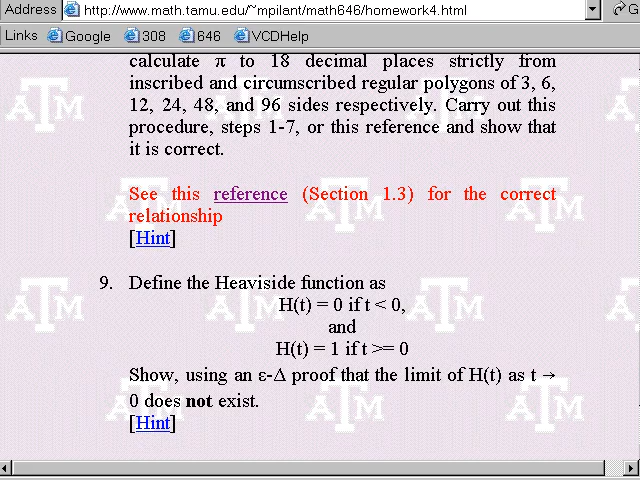 Address http://www.math.tamu.edu/~mpilant/math646/homework4.html G
Links Google 308 646 VCDHelp
calculate π to 18 decimal places strictly from
inscribed and circumscribed regular polygons of 3, 6,
12, 24, 48, and 96 sides respectively. Carry out this
procedure, steps 1-7, or this reference and show that
it is correct.
See this reference (Section 1.3) for the correct
relationship
[Hint]
9. Define the Heaviside function as
H(t) = 0 if t < 0,
and
H(t) = 1 if t >= 0
Show, using an ε-Δ proof that the limit of H(t) as t →
0 does not exist.
[Hint]